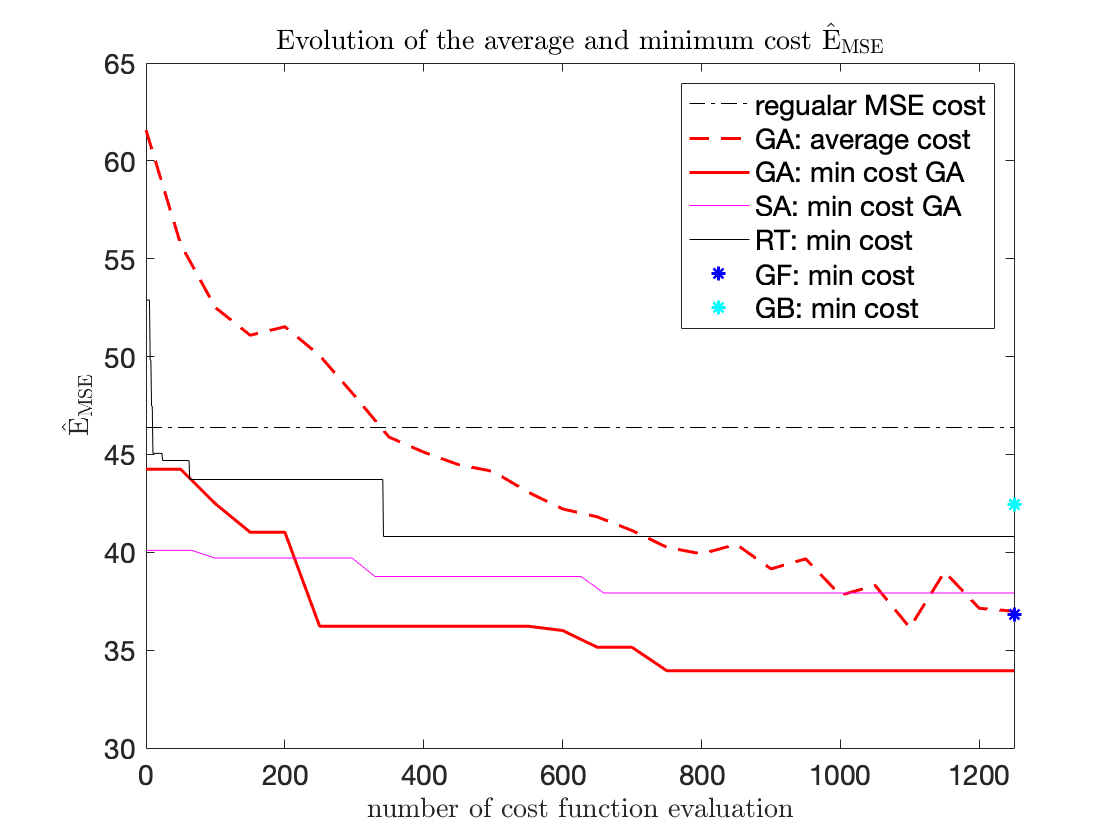 Evolution of the average and minimum cost Ê_MSE
65
60
55
50
45
40
35
30
Ê_MSE
regualar MSE cost
GA: average cost
GA: min cost GA
SA: min cost GA
RT: min cost
GF: min cost
GB: min cost
0 200 400 600 800 1000 1200
number of cost function evaluation